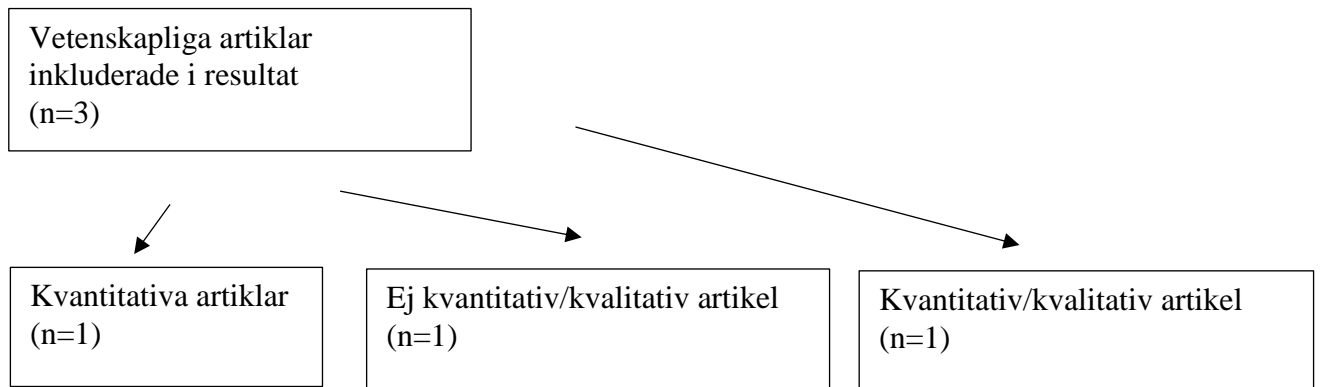 Vetenskapliga artiklar
inkluderade i resultat
(n=3)
Kvantitativa artiklar
(n=1)
Ej kvantitativ/kvalitativ artikel
(n=1)
Kvantitativ/kvalitativ artikel
(n=1)